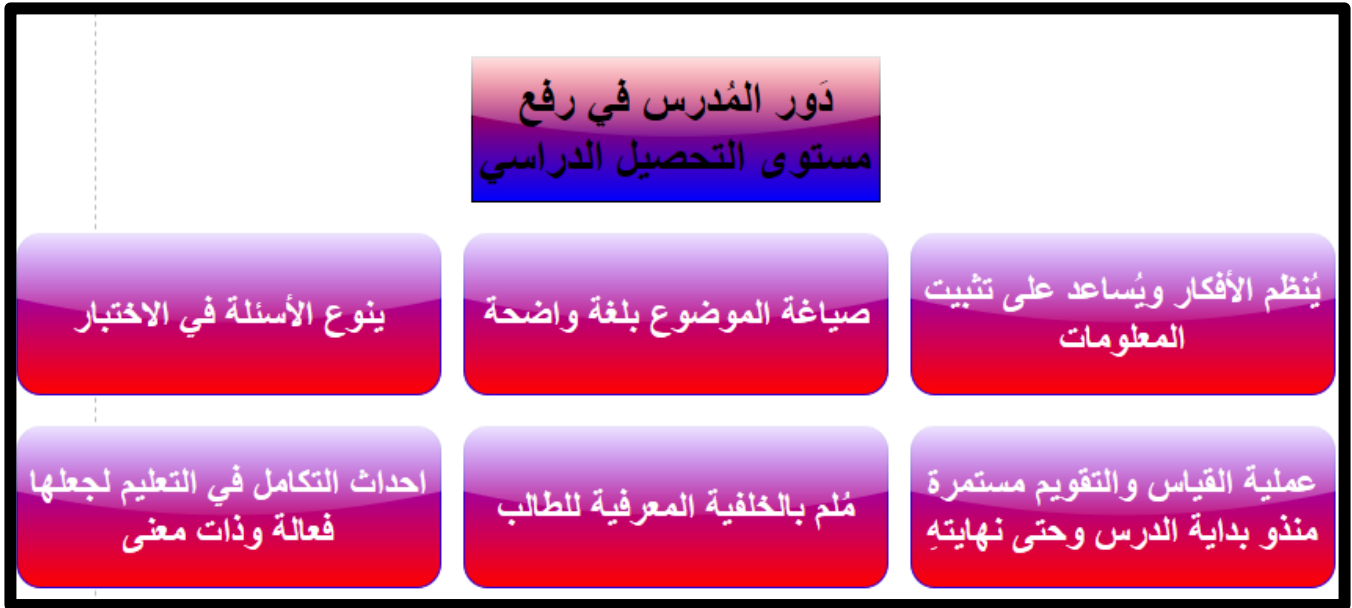 دَور المُدرس في رفع
مستوى التحصيل الدراسي
يُنظم الأفكار ويُساعد على تثبيت
المعلومات
صياغة الموضوع بلغة واضحة
ينوع الأسئلة في الاختبار
عملية القياس والتقويم مستمرة
منذو بداية الدرس وحتى نهايتهِ
مُلم بالخلفية المعرفية للطالب
احداث التكامل في التعليم لجعلها
فعالة وذات معنى